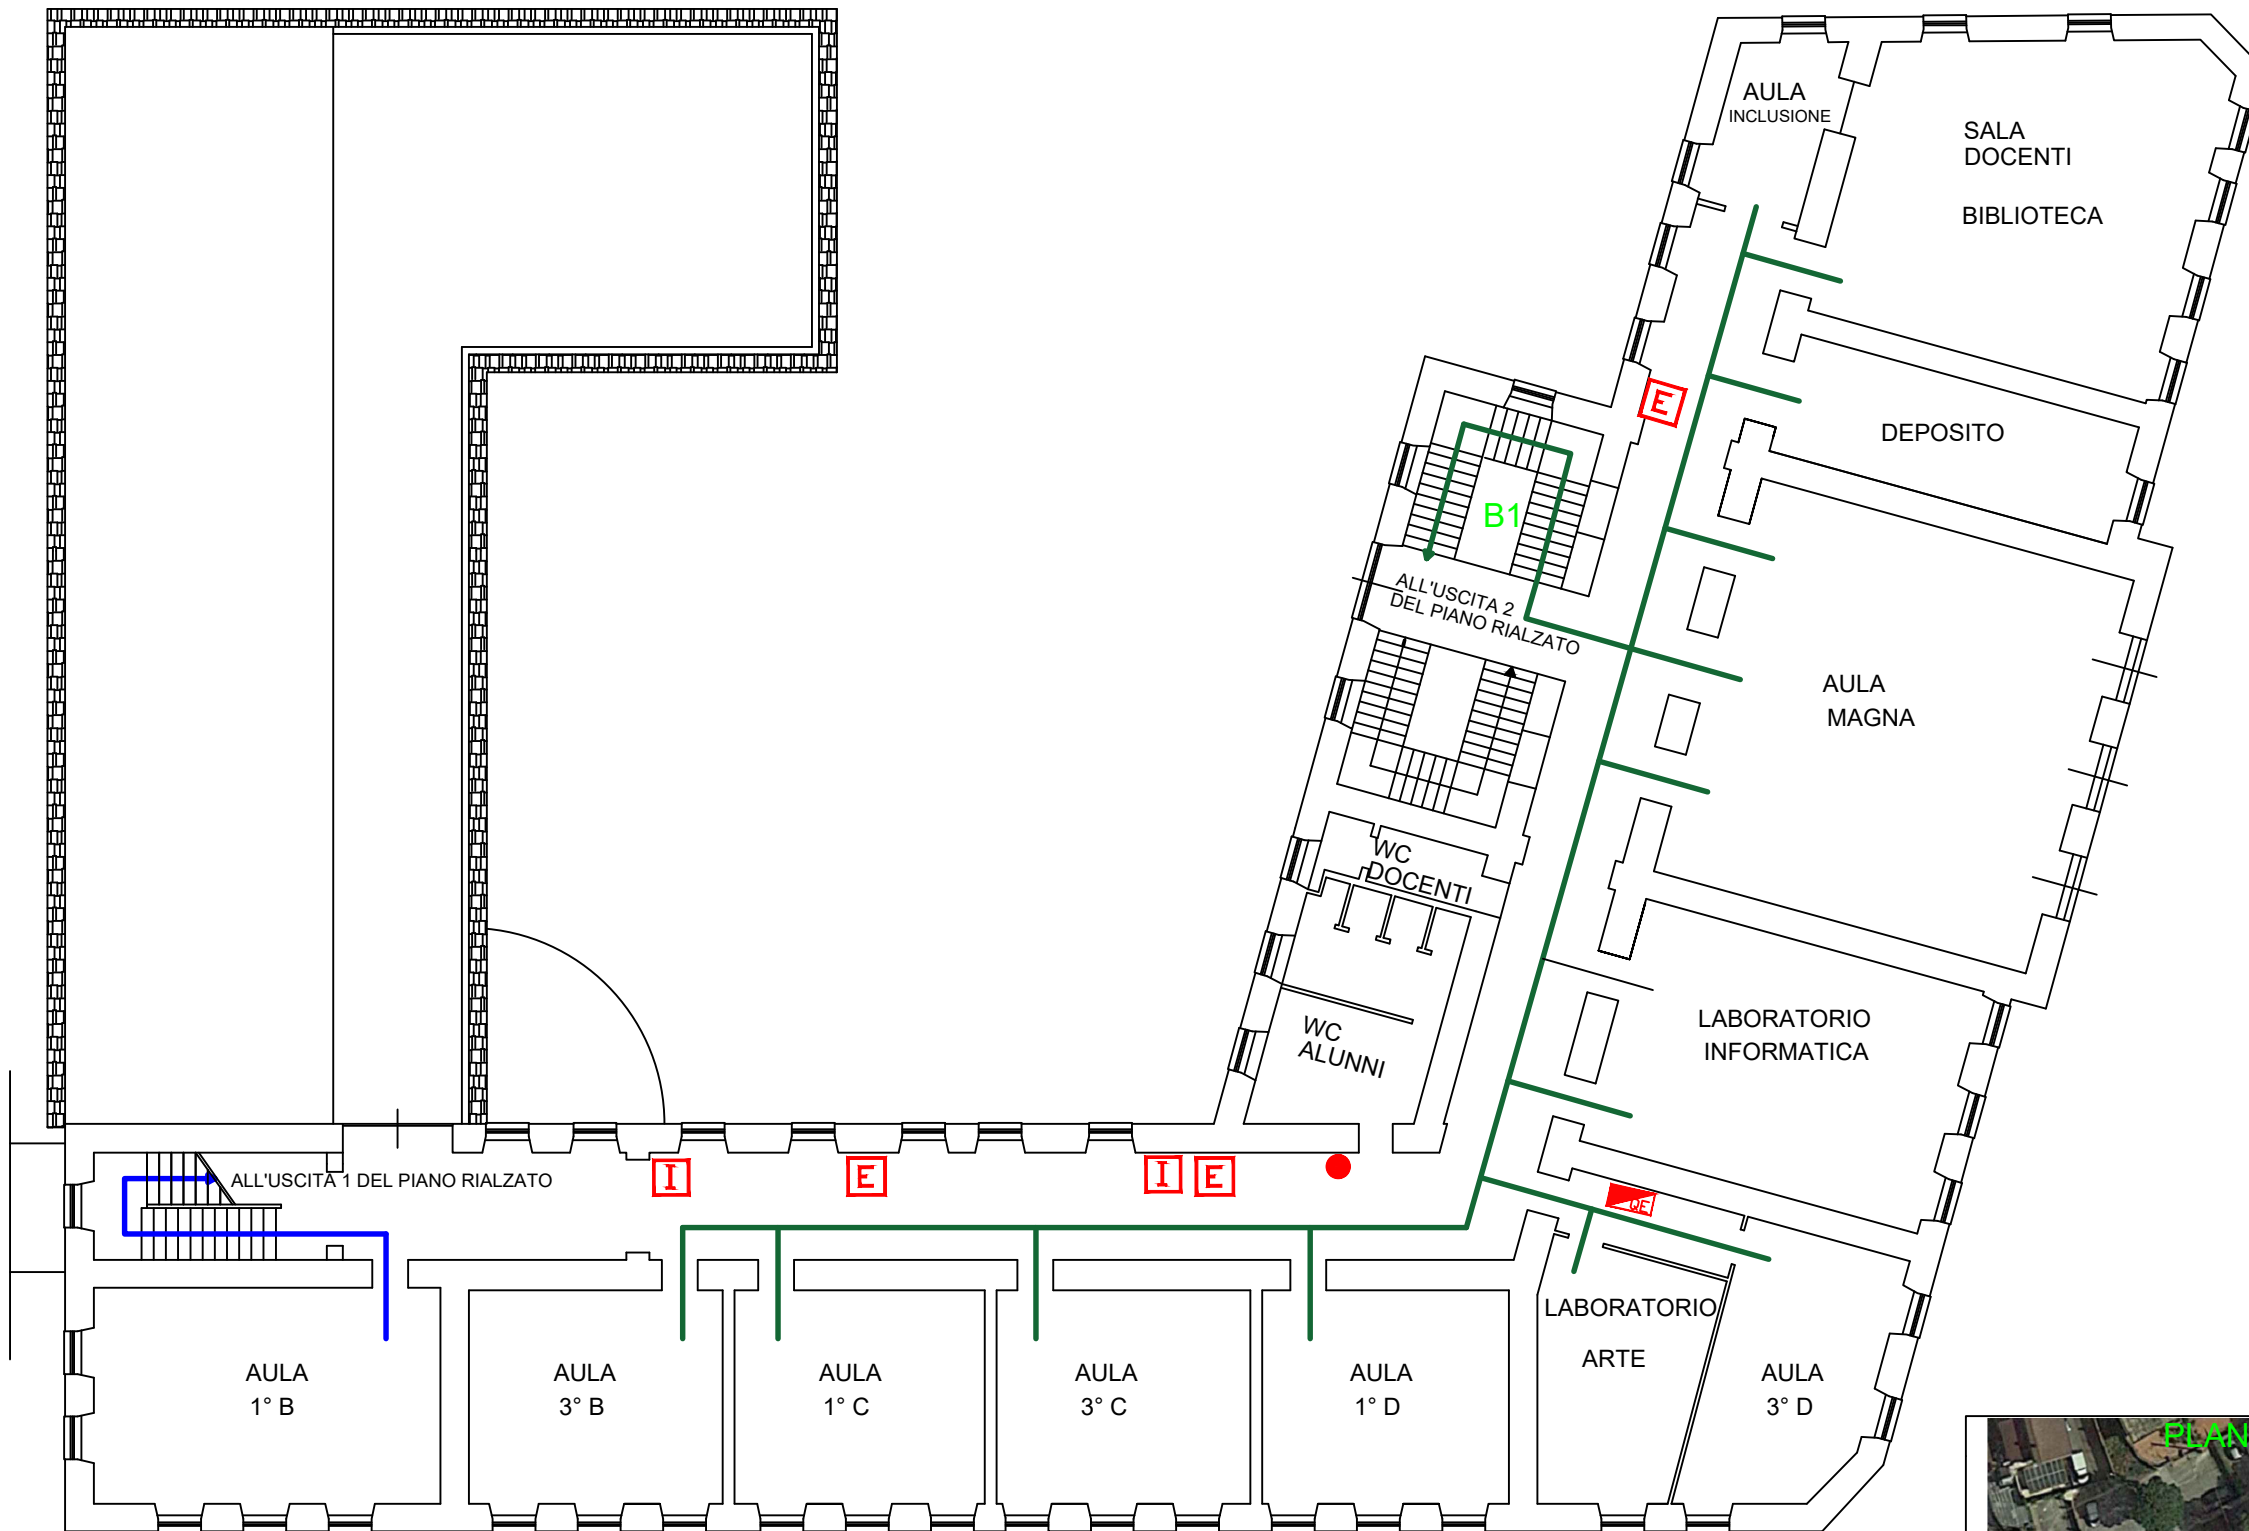 AULA
INCLUSIONE
SALA
DOCENTI
BIBLIOTECA
E
DEPOSITO
B1
ALL'USCITA 2
DEL PIANO RIALZATO
AULA
MAGNA
WC
DOCENTI
LABORATORIO
INFORMATICA
WC
ALUNNI
ALL'USCITA 1 DEL PIANO RIALZATO
I
E
I
E
QE
LABORATORIO
ARTE
AULA
1° B
AULA
3° B
AULA
1° C
AULA
3° C
AULA
1° D
AULA
3° D
PLAN